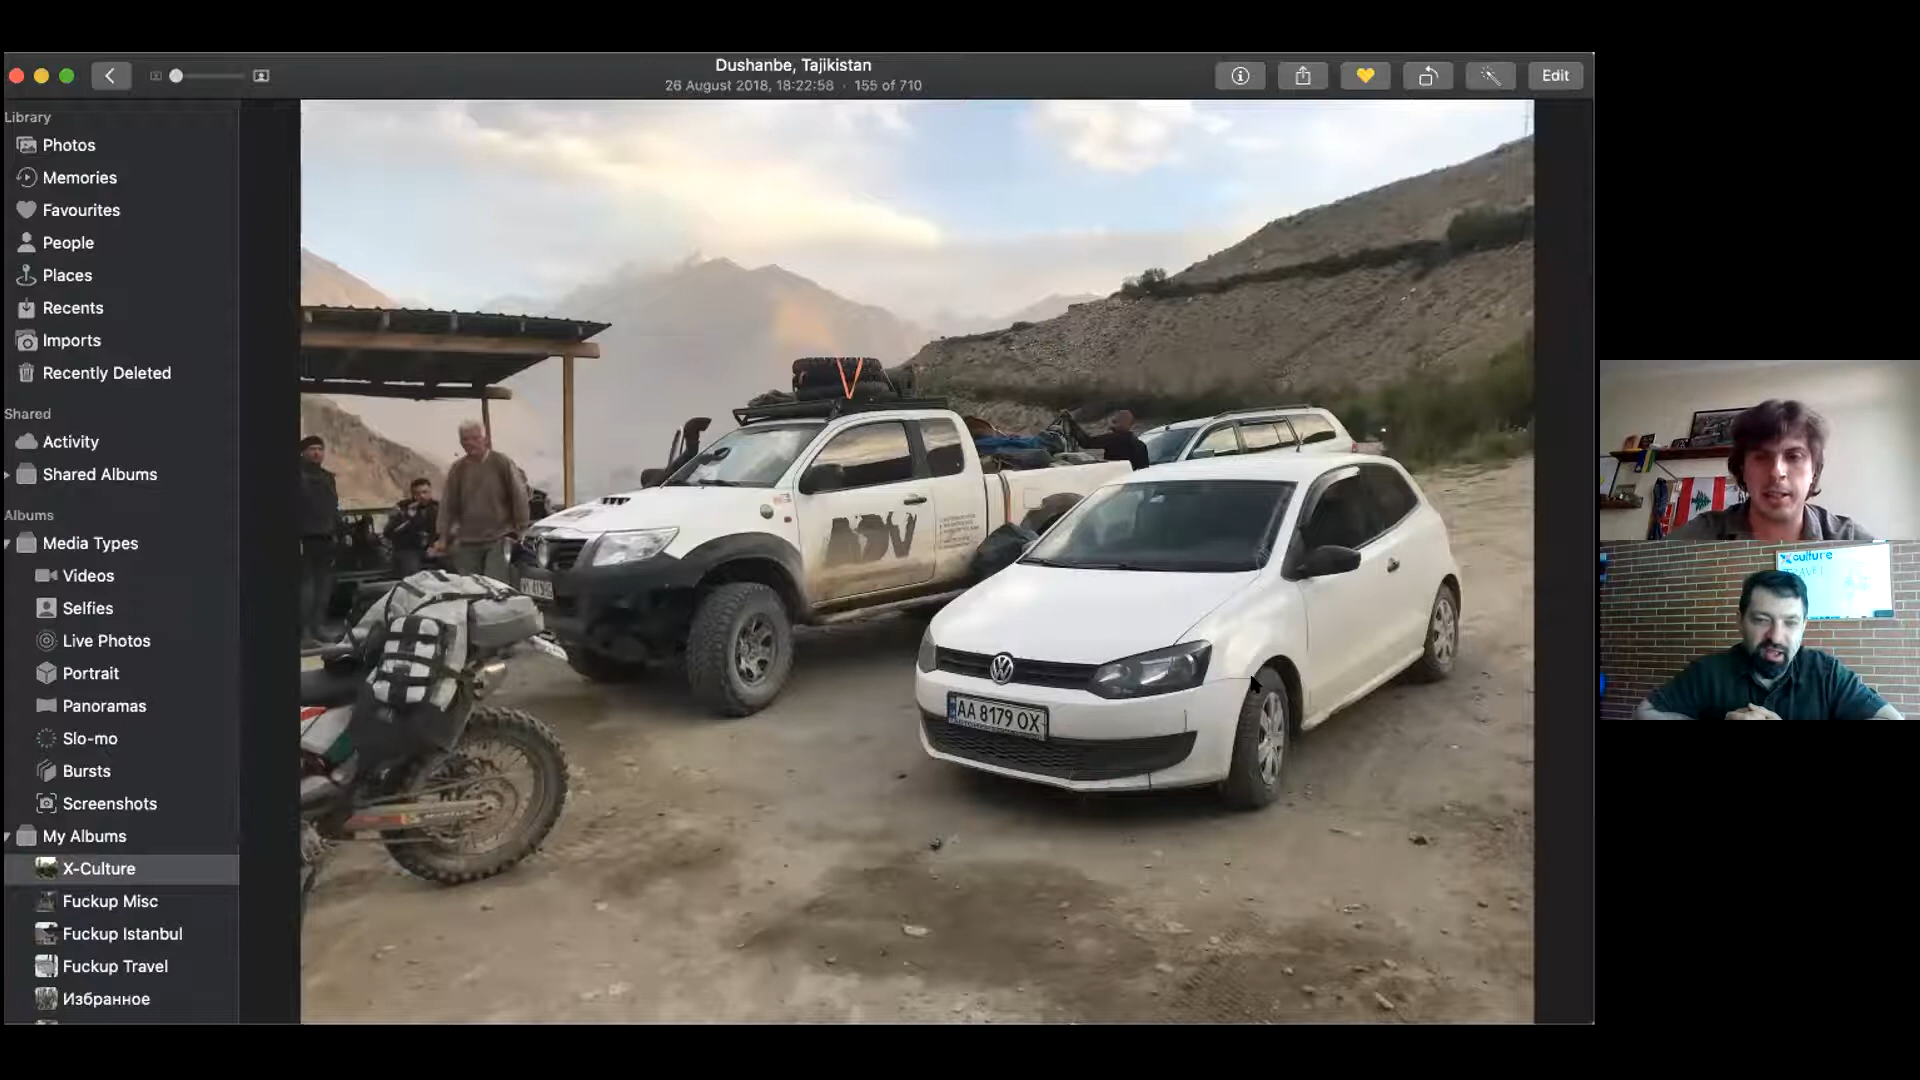 Dushanbe, Tajikistan
26 August 2018, 18:22:58 · 155 of 710
Edit
Library
Photos
Memories
Favourites
People
Places
Recents
Imports
Recently Deleted
Shared
Activity
Shared Albums
Albums
Media Types
Videos
Selfies
Live Photos
Portrait
Panoramas
Slo-mo
Bursts
Screenshots
My Albums
X-Culture
Fuckup Misc
Fuckup Istanbul
Fuckup Travel
Избранное
ADV
AA 8179 OX
culture